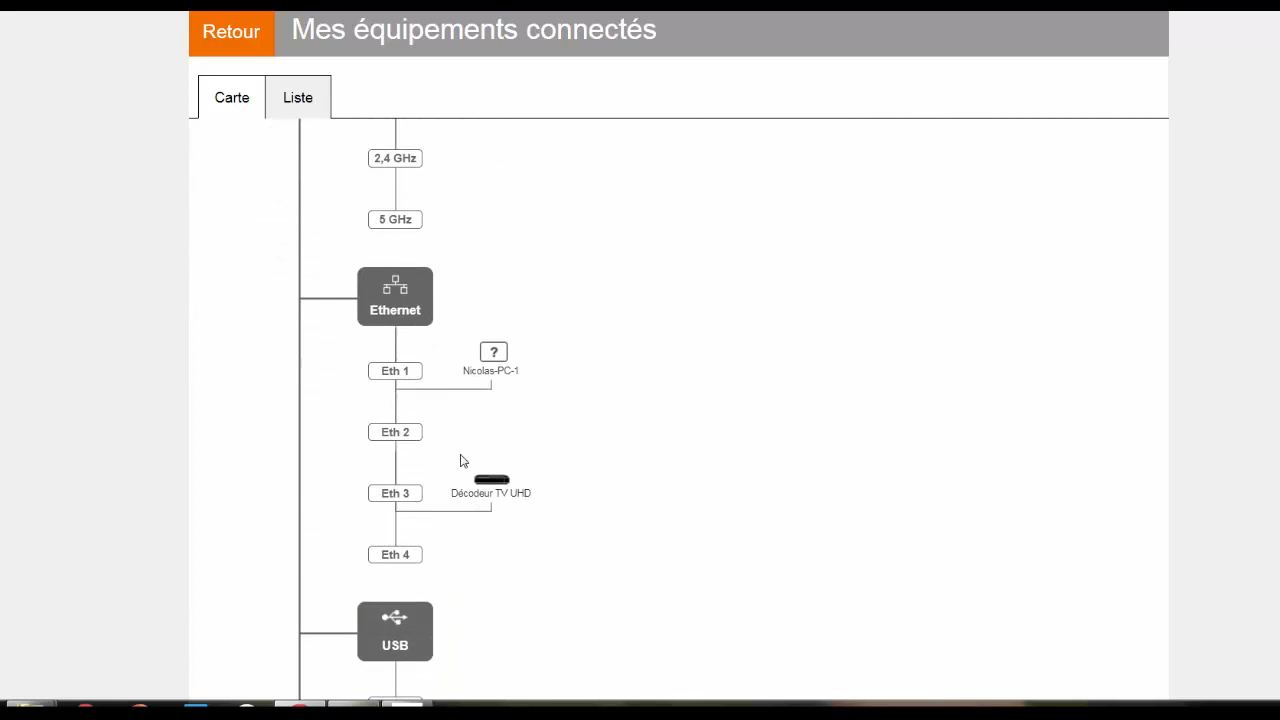 Retour
Mes équipements connectés
Carte
Liste
2,4 GHz
5 GHz
Ethernet
?
Eth 1
Nicolas-PC-1
Eth 2
Eth 3
Décodeur TV UHD
Eth 4
USB